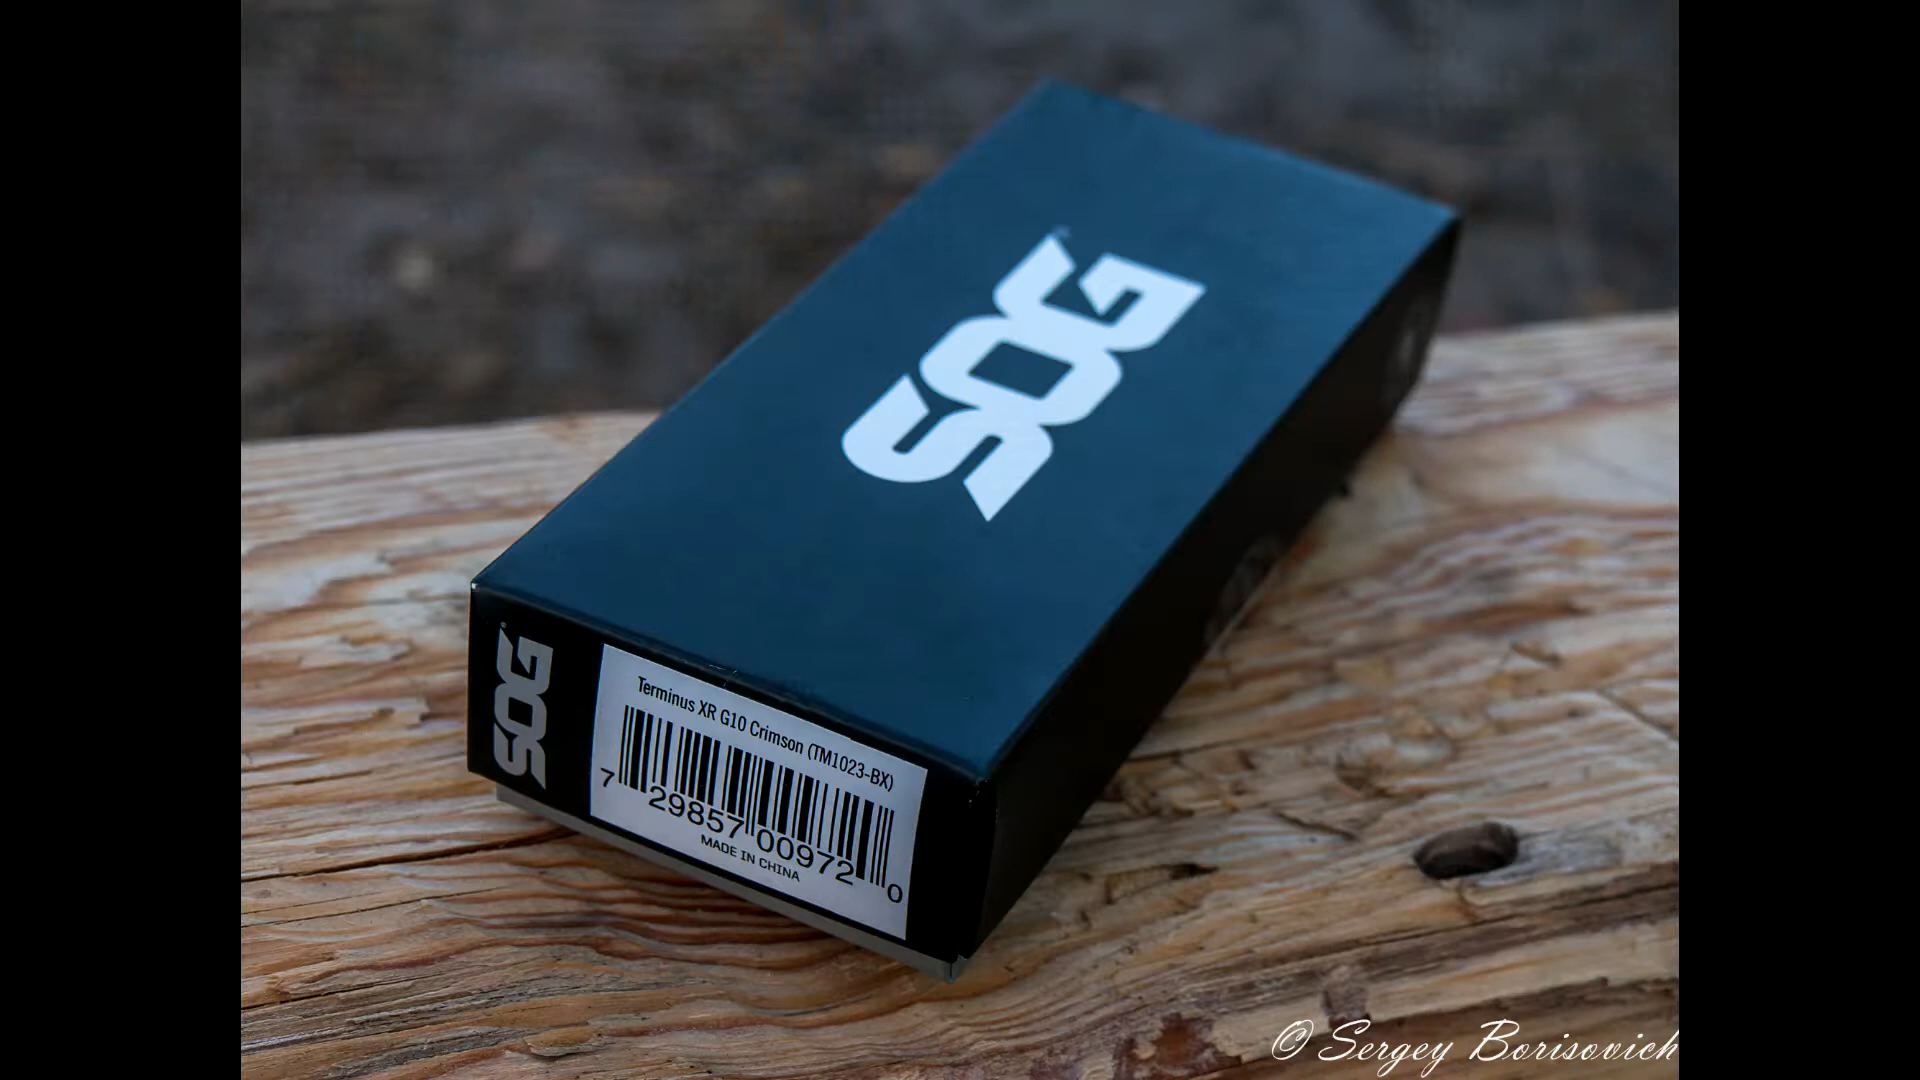 SOG
SOG
Terminus XR G10 Crimson (TM1023-BX)
7 29857 00972 0
MADE IN CHINA
© Sergey Borisovich